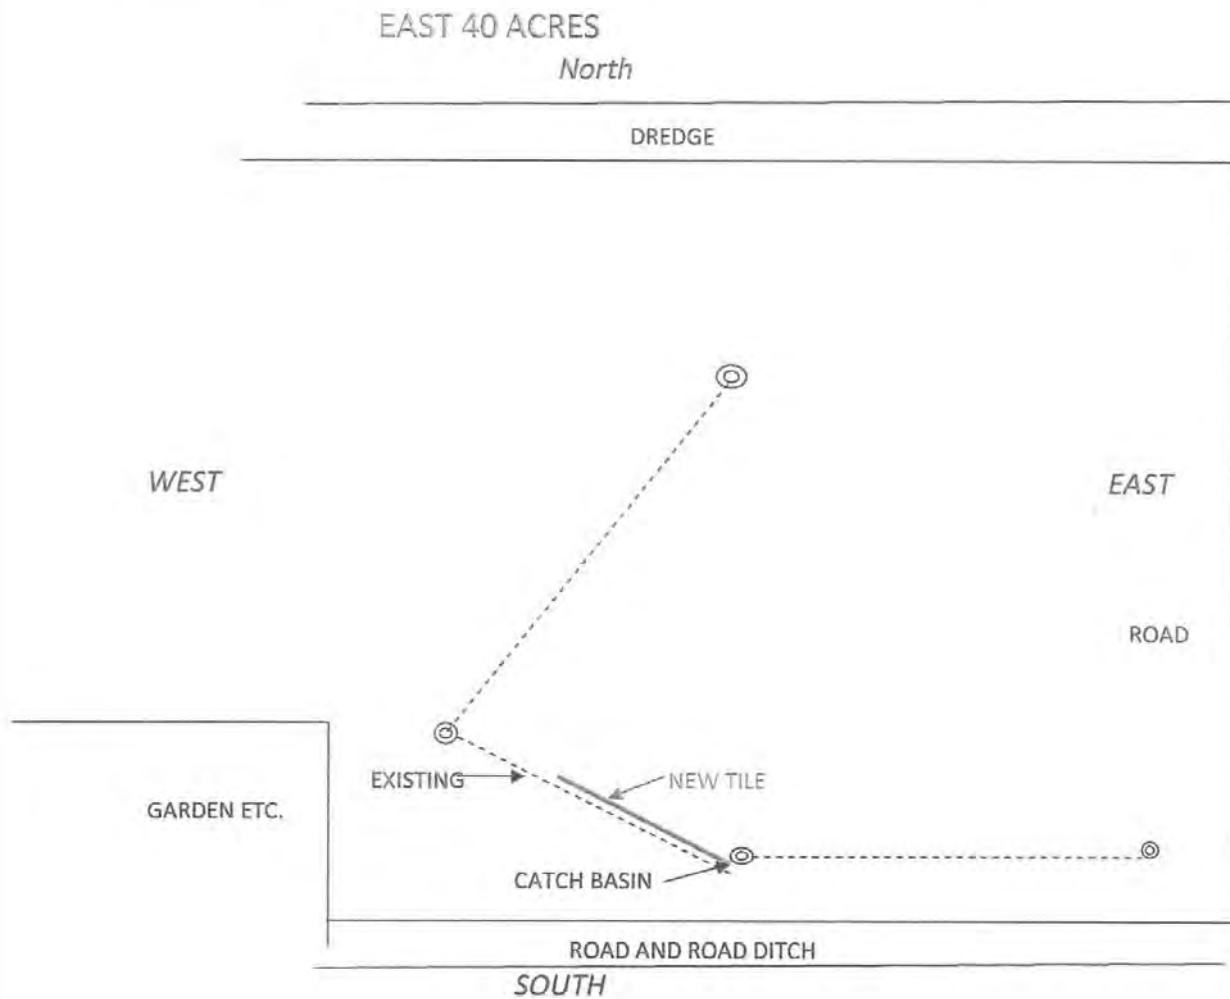 EAST 40 ACRES
North
DREDGE
WEST
EAST
ROAD
EXISTING
NEW TILE
GARDEN ETC.
CATCH BASIN
ROAD AND ROAD DITCH
SOUTH